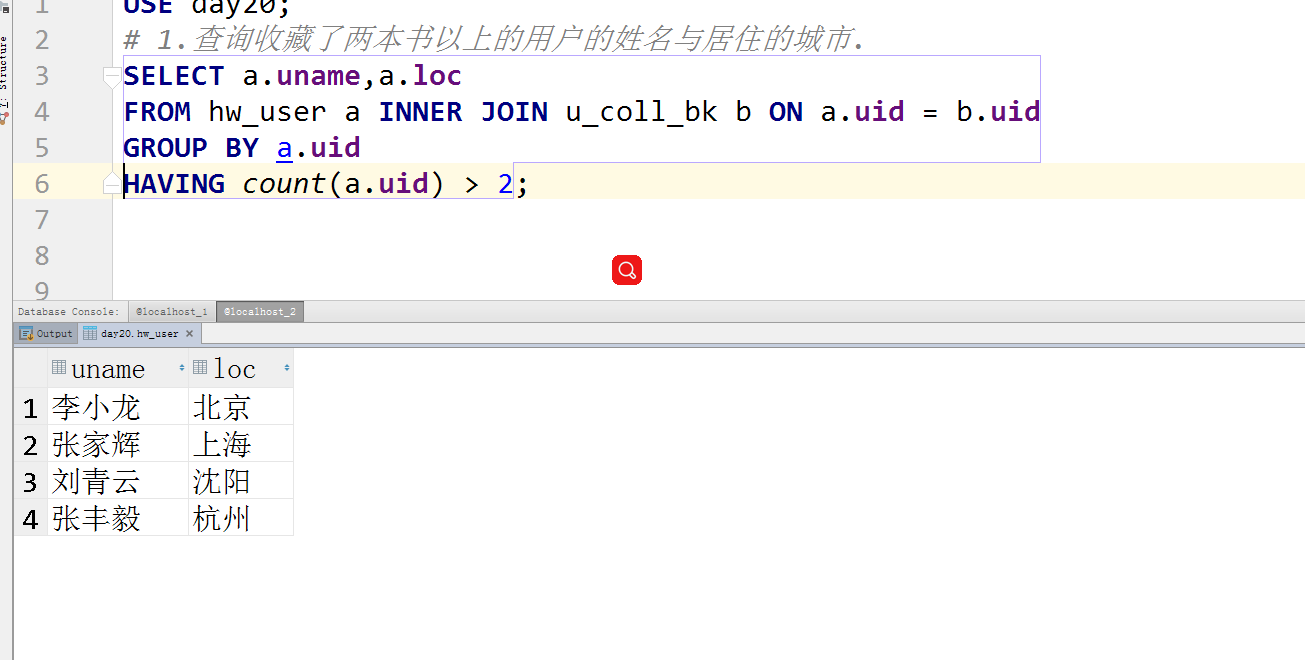 1 USE day20;
2 # 1.查询收藏了两本书以上的用户的姓名与居住的城市.
3 SELECT a.uname,a.loc
4 FROM hw_user a INNER JOIN u_coll_bk b ON a.uid = b.uid
5 GROUP BY a.uid
6 HAVING count(a.uid) > 2;
7
8
9
Structure
Database Console: @localhost_1 @localhost_2
Output day20.hw_user
uname loc
1 李小龙 北京
2 张家辉 上海
3 刘青云 沈阳
4 张丰毅 杭州